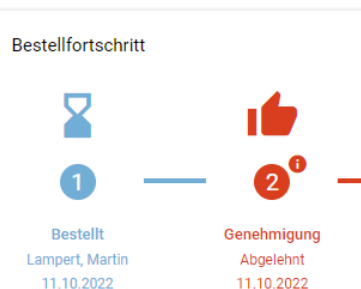 Bestellfortschritt
1
2
i
Bestellt
Genehmigung
Lampert, Martin
Abgelehnt
11.10.2022
11.10.2022